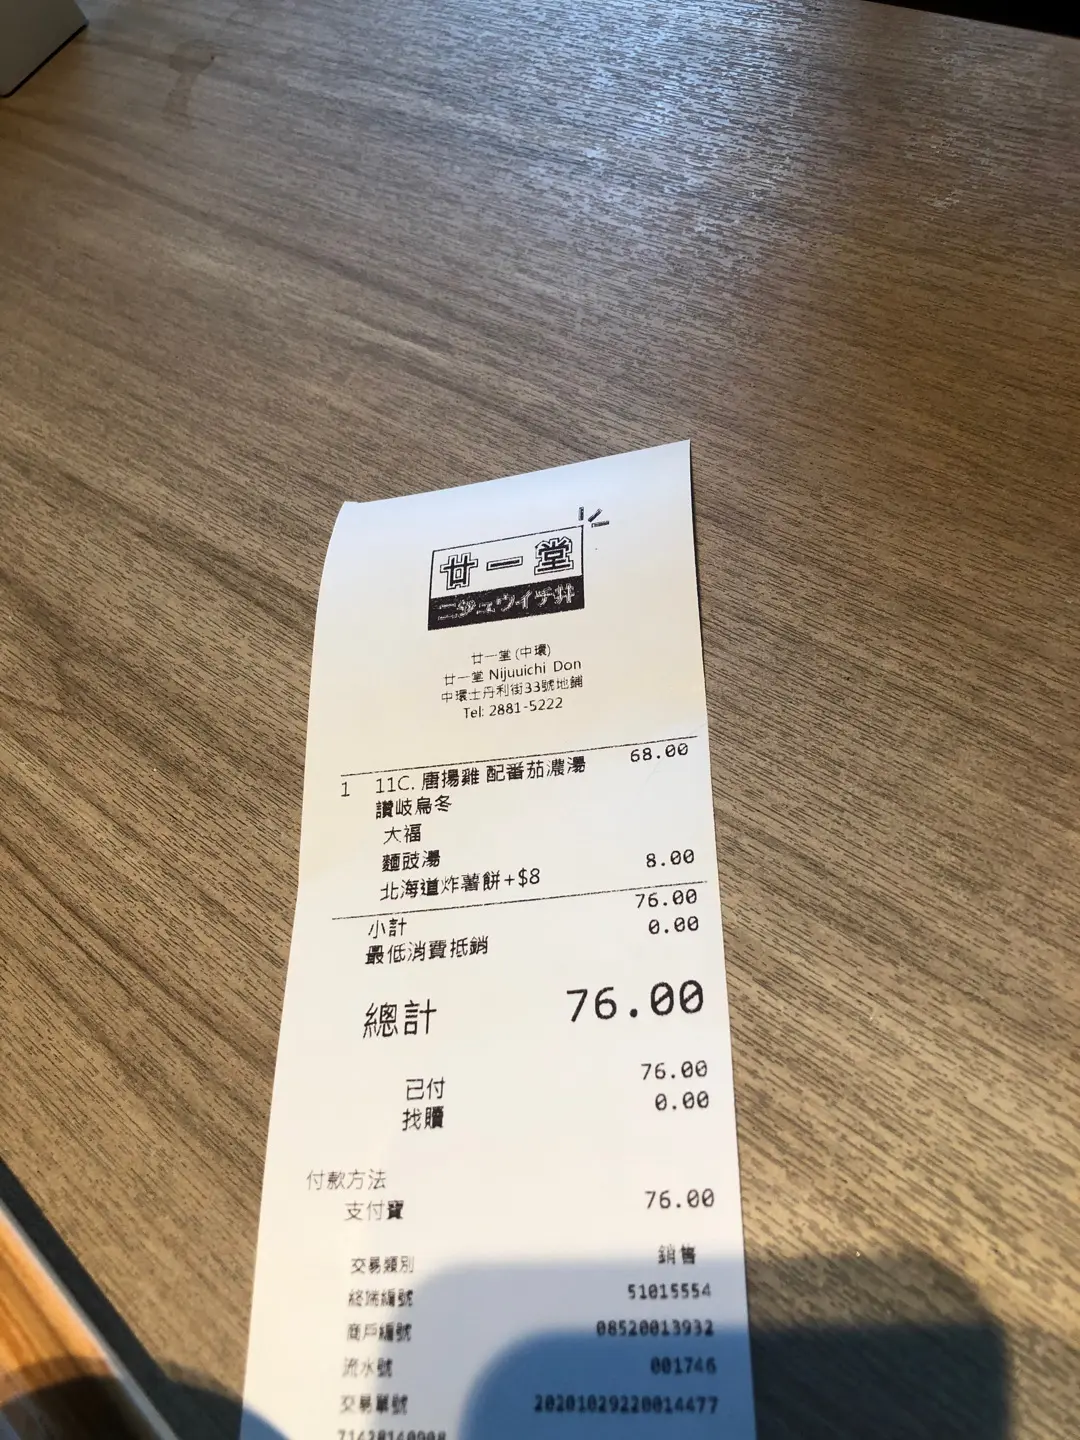 廿一堂
ニジュウイチ丼
廿一堂 (中環)
廿一堂 Nijuuichi Don
中環士丹利街33號地鋪
Tel: 2881-5222
1 11C. 唐揚雞 配番茄濃湯 68.00
讚岐烏冬
大福
麵豉湯
北海道炸薯餅+$8 8.00
小計 76.00
最低消費抵銷 0.00
總計 76.00
已付 76.00
找贖 0.00
付款方法
支付寶 76.00
交易類別 銷售
終端編號 51015554
商戶編號 08520013932
流水號 001746
交易單號 20201029220014477
71428140908